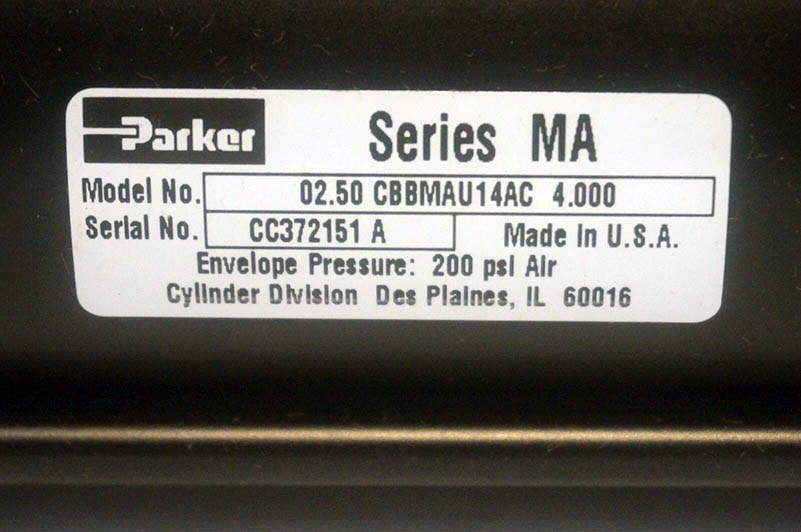 Parker Series MA
Model No. 02.50 CBBMAU14AC 4.000
Serial No. CC372151 A Made in U.S.A.
Envelope Pressure: 200 psi Air
Cylinder Division Des Plaines, IL 60016